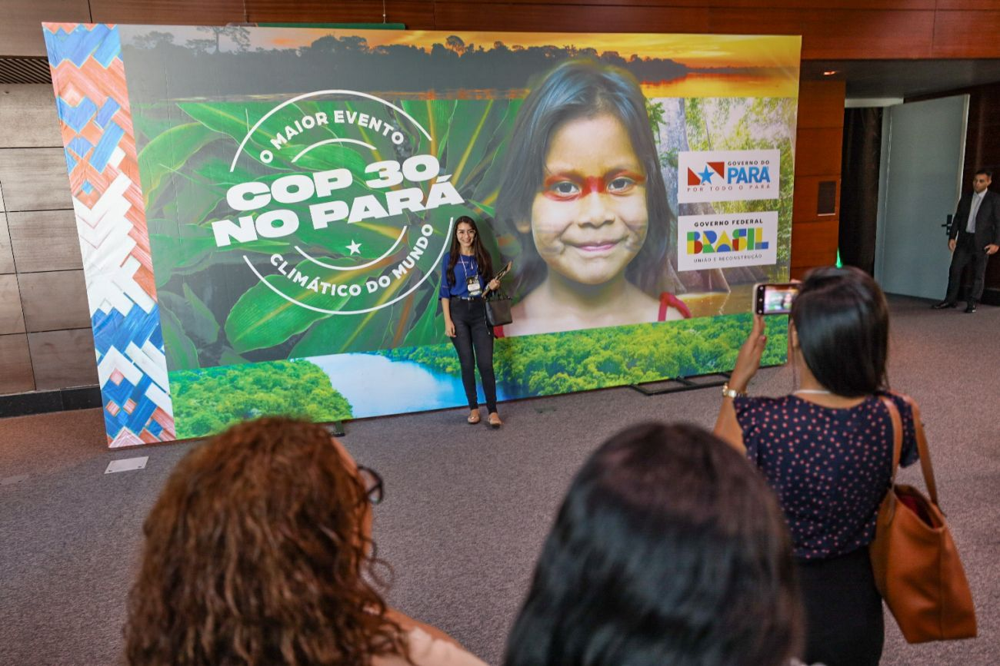 O MAIOR EVENTO
COP 30
NO PARÁ
CLIMÁTICO DO MUNDO
GOVERNO DO
PARÁ
POR TODO O PARÁ
GOVERNO FEDERAL
BRASIL
UNIÃO E RECONSTRUÇÃO